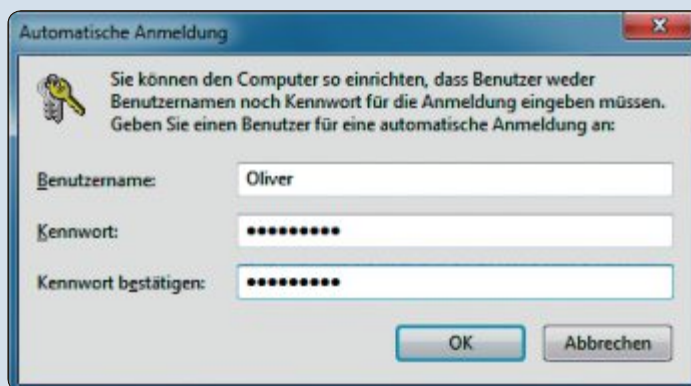 Automatische Anmeldung
Sie können den Computer so einrichten, dass Benutzer weder
Benutzernamen noch Kennwort für die Anmeldung eingeben müssen.
Geben Sie einen Benutzer für eine automatische Anmeldung an:
Benutzername: Oliver
Kennwort: •••••••••
Kennwort bestätigen: •••••••••
OK Abbrechen